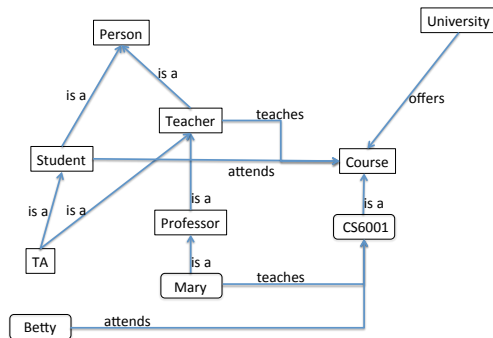 University
Person
is a
is a
offers
Teacher
teaches
Student
attends
Course
is a
is a
is a
is a
Professor
CS6001
TA
is a
Mary
teaches
Betty
attends